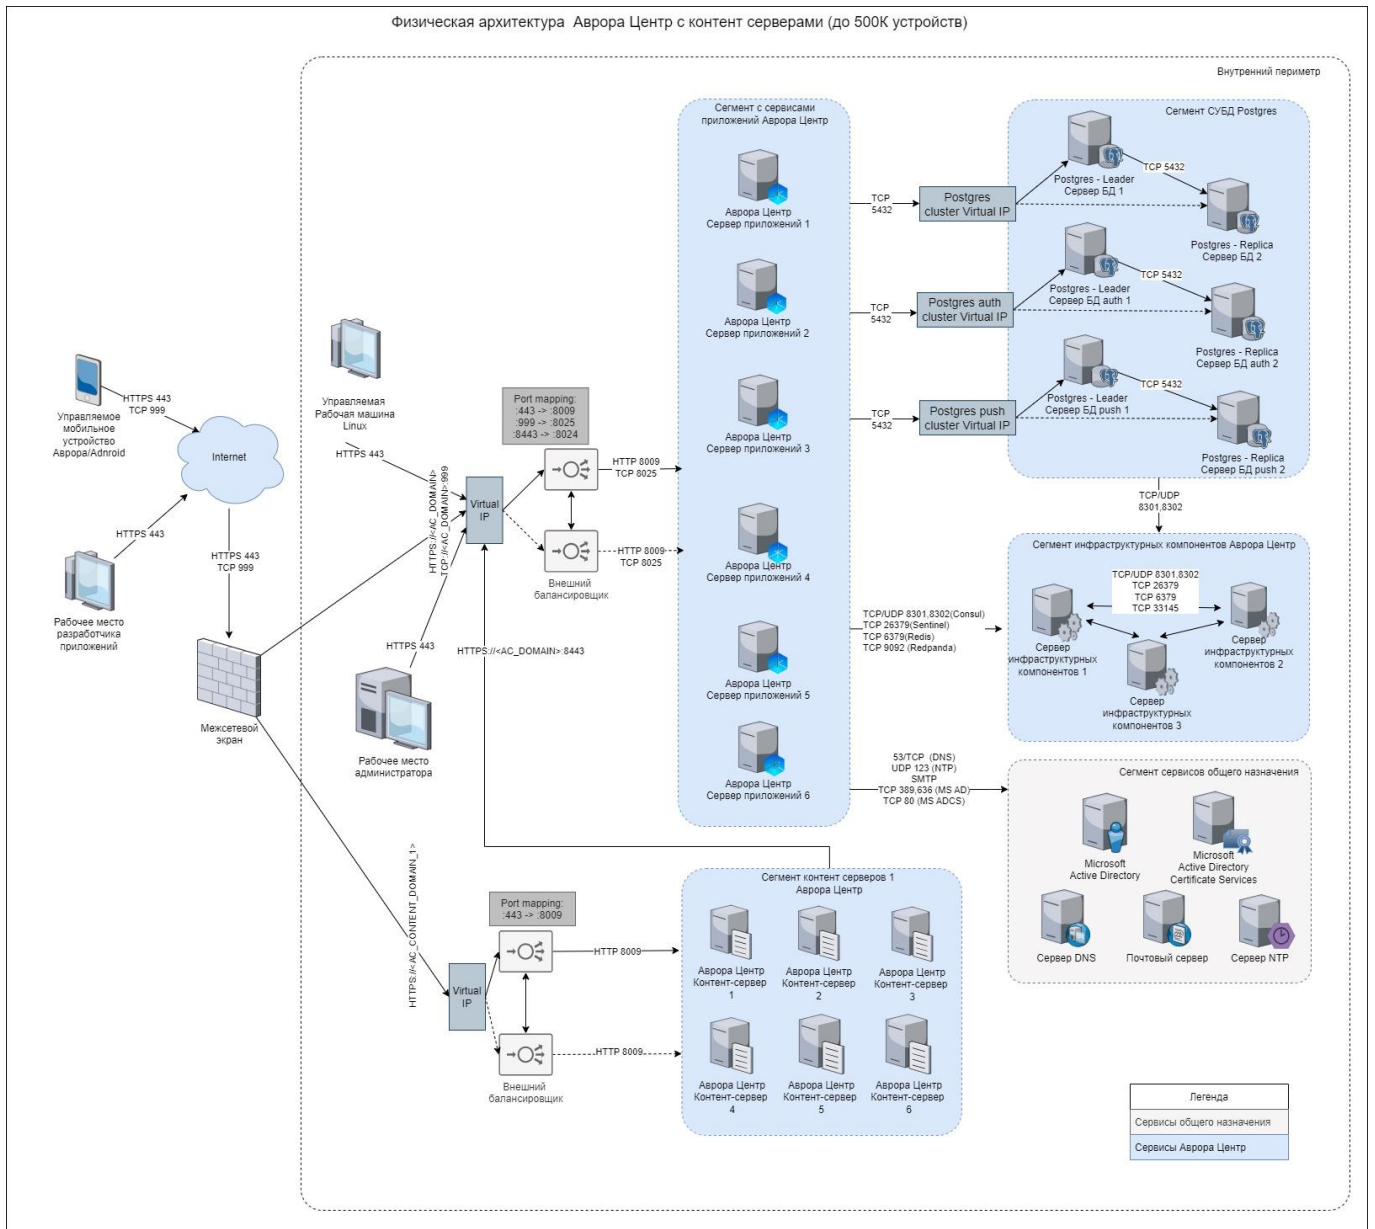 Физическая архитектура Аврора Центр с контент серверами (до 500К устройств)
Внутренний периметр
Управляемое
мобильное
устройство
Аврора/Adnroid
HTTPS 443
TCP 999
Internet
HTTPS 443
Рабочее место
разработчика
приложений
HTTPS 443
TCP 999
Межсетевой
экран
Управляемая
Рабочая машина
Linux
HTTPS 443
HTTPS://<AC_DOMAIN>
TCP://<AC_DOMAIN>:999
HTTPS 443
Рабочее место
администратора
HTTPS://<AC_DOMAIN>:8443
Virtual
IP
Port mapping:
:443 -> :8009
:999 -> :8025
:8443 -> :8024
HTTP 8009
TCP 8025
HTTP 8009
TCP 8025
Внешний
балансировщик
Сегмент с сервисами
приложений Аврора Центр
Аврора Центр
Сервер приложений 1
Аврора Центр
Сервер приложений 2
Аврора Центр
Сервер приложений 3
Аврора Центр
Сервер приложений 4
Аврора Центр
Сервер приложений 5
Аврора Центр
Сервер приложений 6
TCP
5432
Postgres
cluster Virtual IP
TCP
5432
Postgres auth
cluster Virtual IP
TCP
5432
Postgres push
cluster Virtual IP
Сегмент СУБД Postgres
Postgres - Leader
Сервер БД 1
TCP 5432
Postgres - Replica
Сервер БД 2
Postgres - Leader
Сервер БД auth 1
TCP 5432
Postgres - Replica
Сервер БД auth 2
Postgres - Leader
Сервер БД push 1
TCP 5432
Postgres - Replica
Сервер БД push 2
TCP/UDP
8301,8302
Сегмент инфраструктурных компонентов Аврора Центр
TCP/UDP 8301,8302
TCP 26379
TCP 6379
TCP 33145
Сервер
инфраструктурных
компонентов 1
Сервер
инфраструктурных
компонентов 2
Сервер
инфраструктурных
компонентов 3
TCP/UDP 8301,8302(Consul)
TCP 26379(Sentinel)
TCP 6379(Redis)
TCP 9092 (Redpanda)
53/TCP (DNS)
UDP 123 (NTP)
SMTP
TCP 389,636 (MS AD)
TCP 80 (MS ADCS)
Сегмент сервисов общего назначения
Microsoft
Active Directory
Microsoft
Active Directory
Certificate Services
Сервер DNS
Почтовый сервер
Сервер NTP
HTTPS://<AC_CONTENT_DOMAIN_1>
Virtual
IP
Port mapping:
:443 -> :8009
HTTP 8009
HTTP 8009
Внешний
балансировщик
Сегмент контент серверов 1
Аврора Центр
Аврора Центр
Контент-сервер
1
Аврора Центр
Контент-сервер
2
Аврора Центр
Контент-сервер
3
Аврора Центр
Контент-сервер
4
Аврора Центр
Контент-сервер
5
Аврора Центр
Контент-сервер
6
Легенда
Сервисы общего назначения
Сервисы Аврора Центр